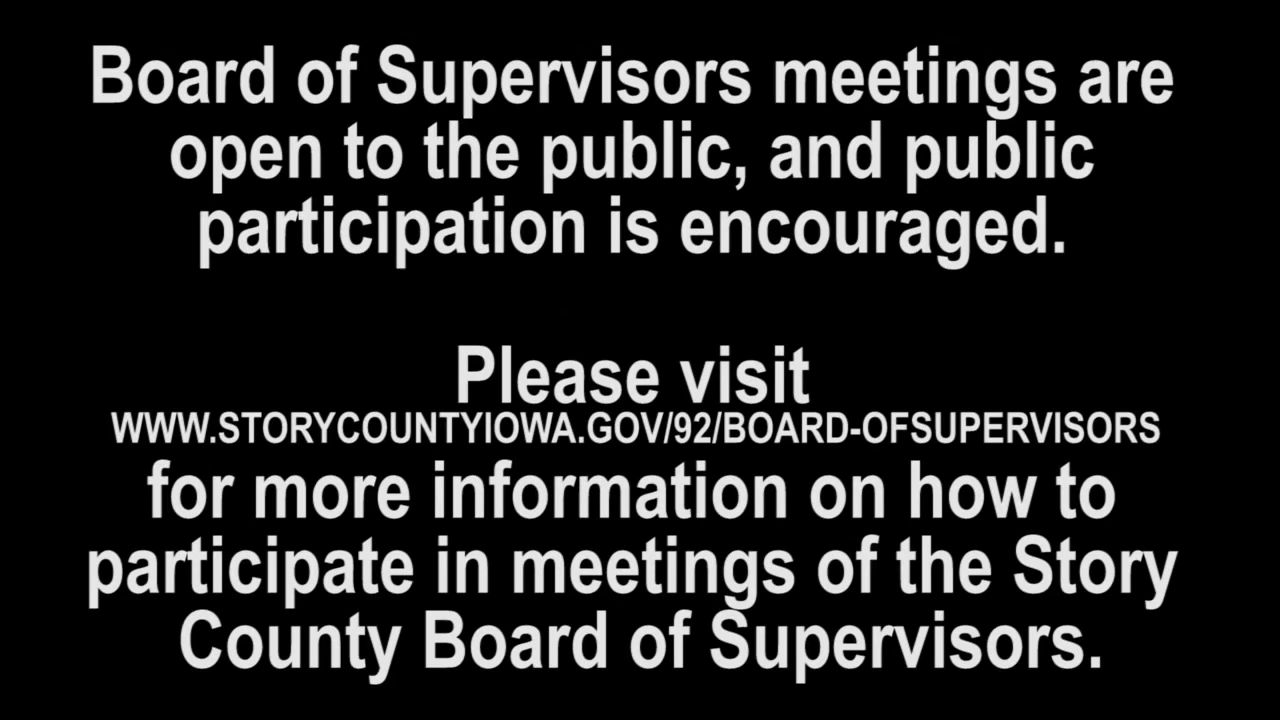 Board of Supervisors meetings are
open to the public, and public
participation is encouraged.
Please visit
WWW.STORYCOUNTYIOWA.GOV/92/BOARD-OFSUPERVISORS
for more information on how to
participate in meetings of the Story
County Board of Supervisors.